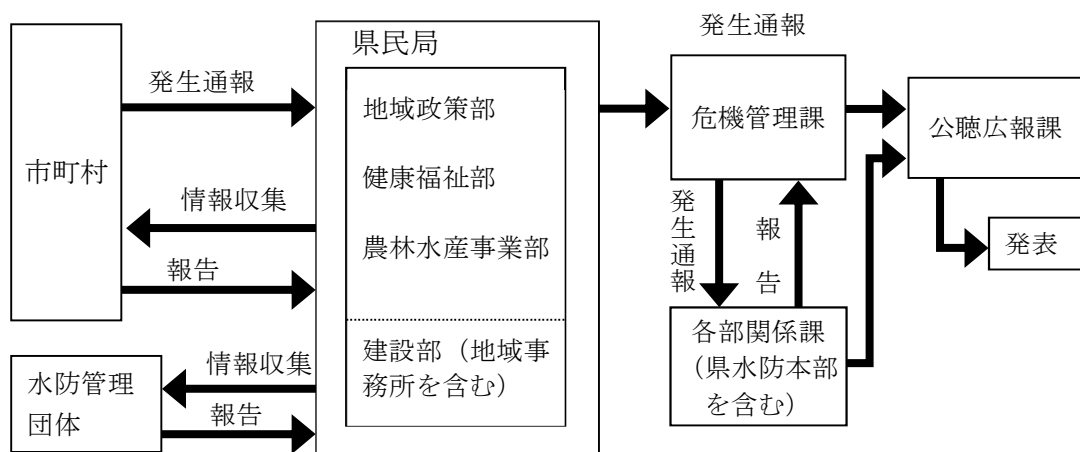 発生通報
県民局
発生通報
市町村
地域政策部
健康福祉部
農林水産事業部
危機管理課
公聴広報課
情報収集
報告
発生通報
報告
発表
建設部（地域事
務所を含む）
各部関係課
（県水防本部
を含む）
水防管理
団体
情報収集
報告